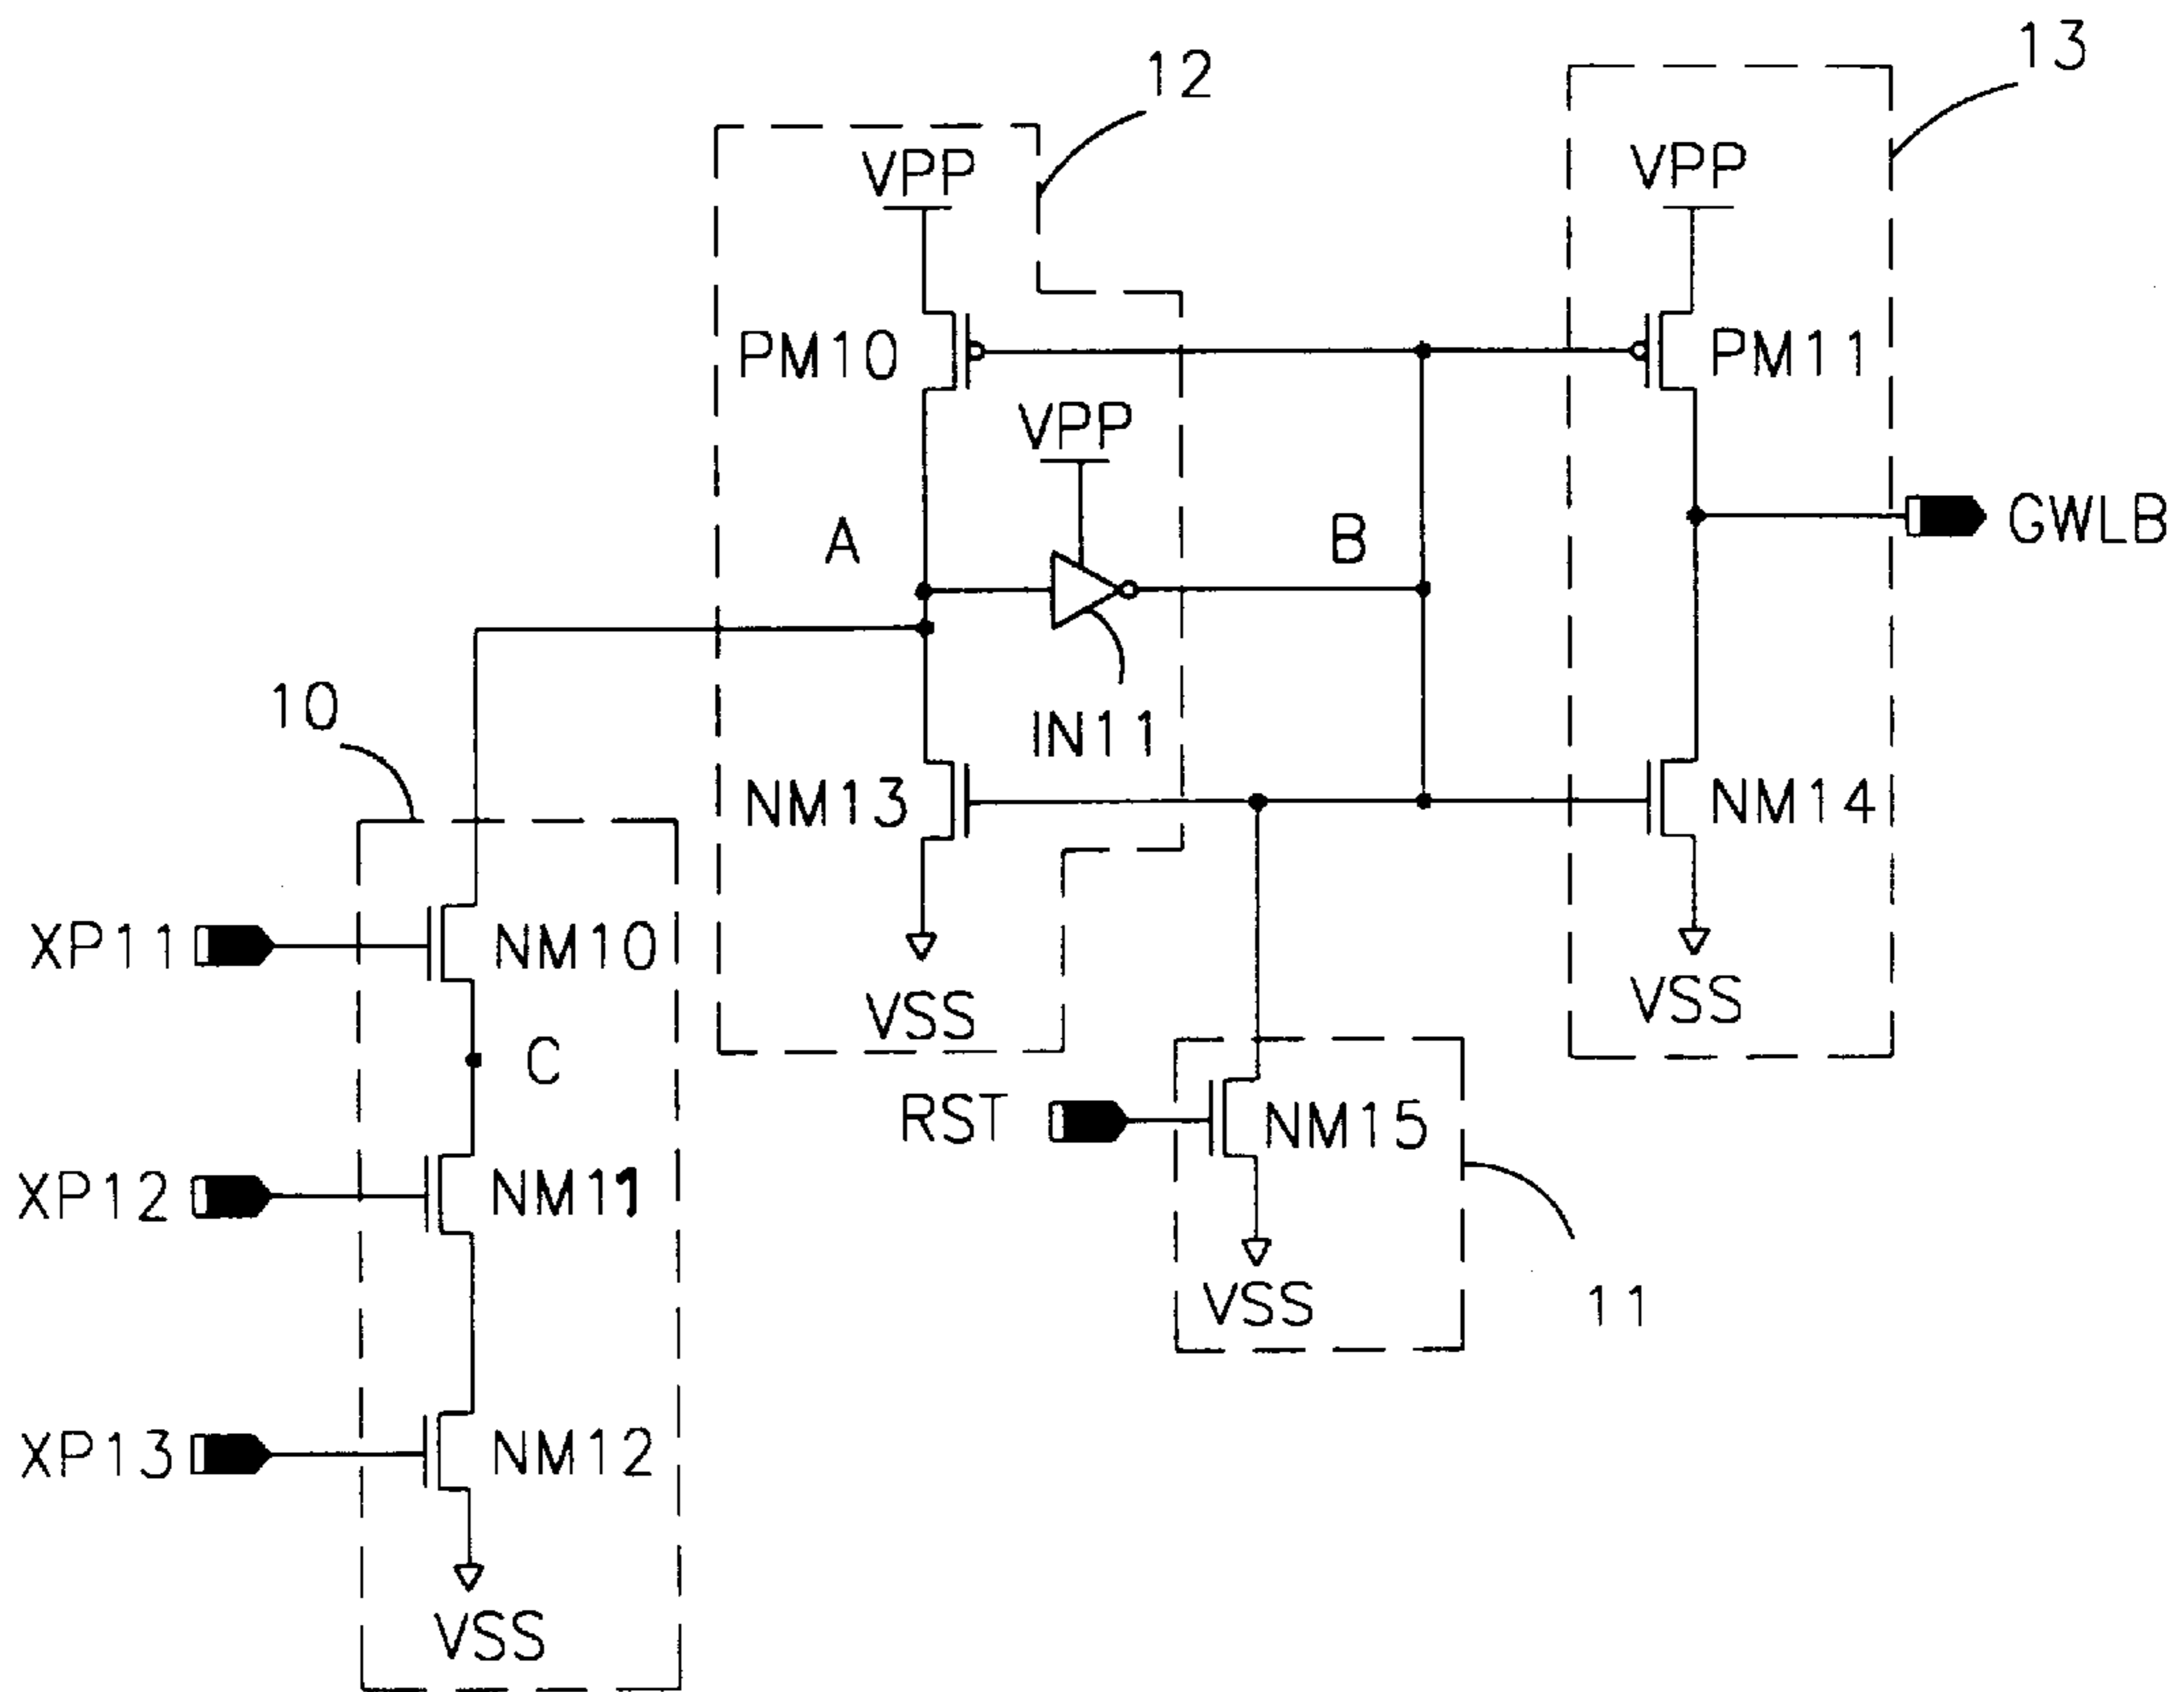 13
12
VPP
VPP
PM10
PM11
VPP
A
B
GWLB
10
IN11
NM13
NM14
XP11
NM10
VSS
VSS
C
RST
NM15
XP12
NM11
VSS
11
XP13
NM12
VSS